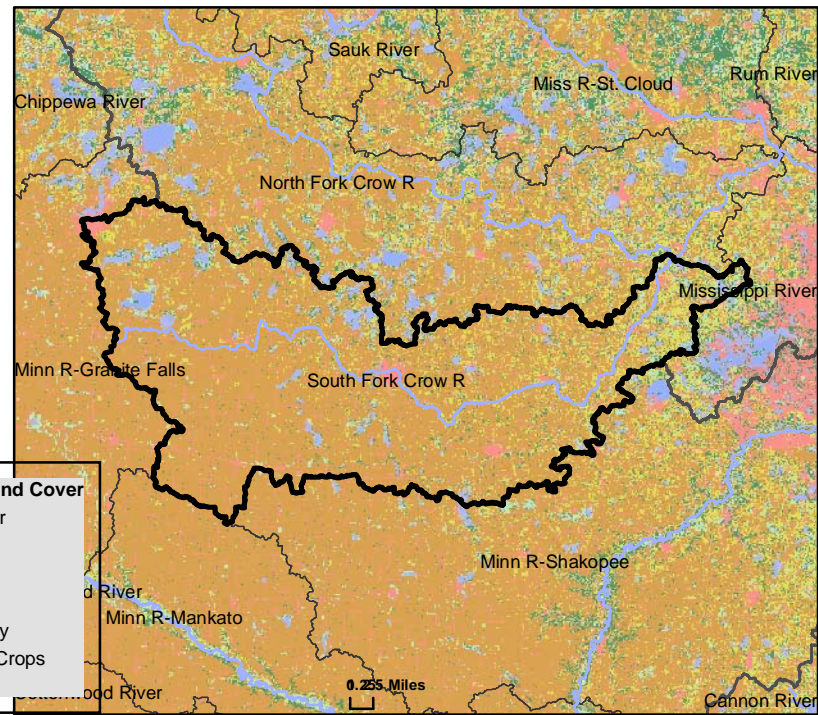 Sauk River
Miss R-St. Cloud
Rum River
Chippewa River
North Fork Crow R
Mississippi River
Minn R-Granite Falls
South Fork Crow R
nd Cover
r
Minn R-Shakopee
d River
Minn R-Mankato
y
Crops
Miles
wood River
Cannon River